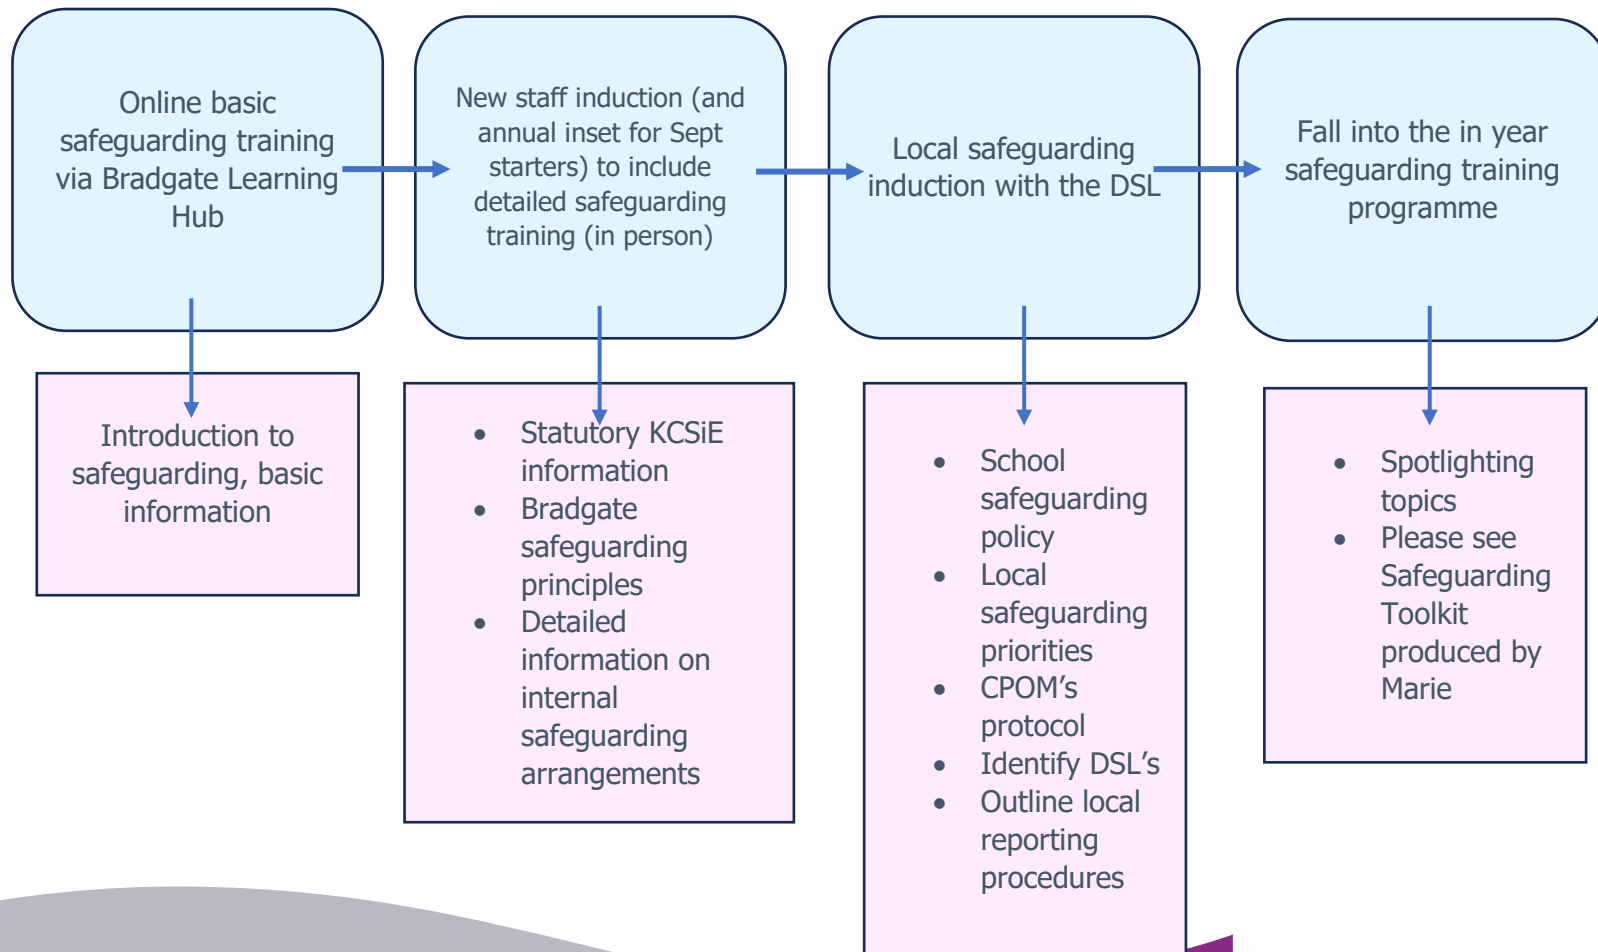 Online basic
safeguarding training
via Bradgate Learning
Hub
New staff induction (and
annual inset for Sept
starters) to include
detailed safeguarding
training (in person)
Local safeguarding
induction with the DSL
Fall into the in year
safeguarding training
programme
Introduction to
safeguarding, basic
information
• Statutory KCSiE
information
• Bradgate
safeguarding
principles
• Detailed
information on
internal
safeguarding
arrangements
• School
safeguarding
policy
• Local
safeguarding
priorities
• CPOM’s
protocol
• Identify DSL’s
• Outline local
reporting
procedures
• Spotlighting
topics
• Please see
Safeguarding
Toolkit
produced by
Marie